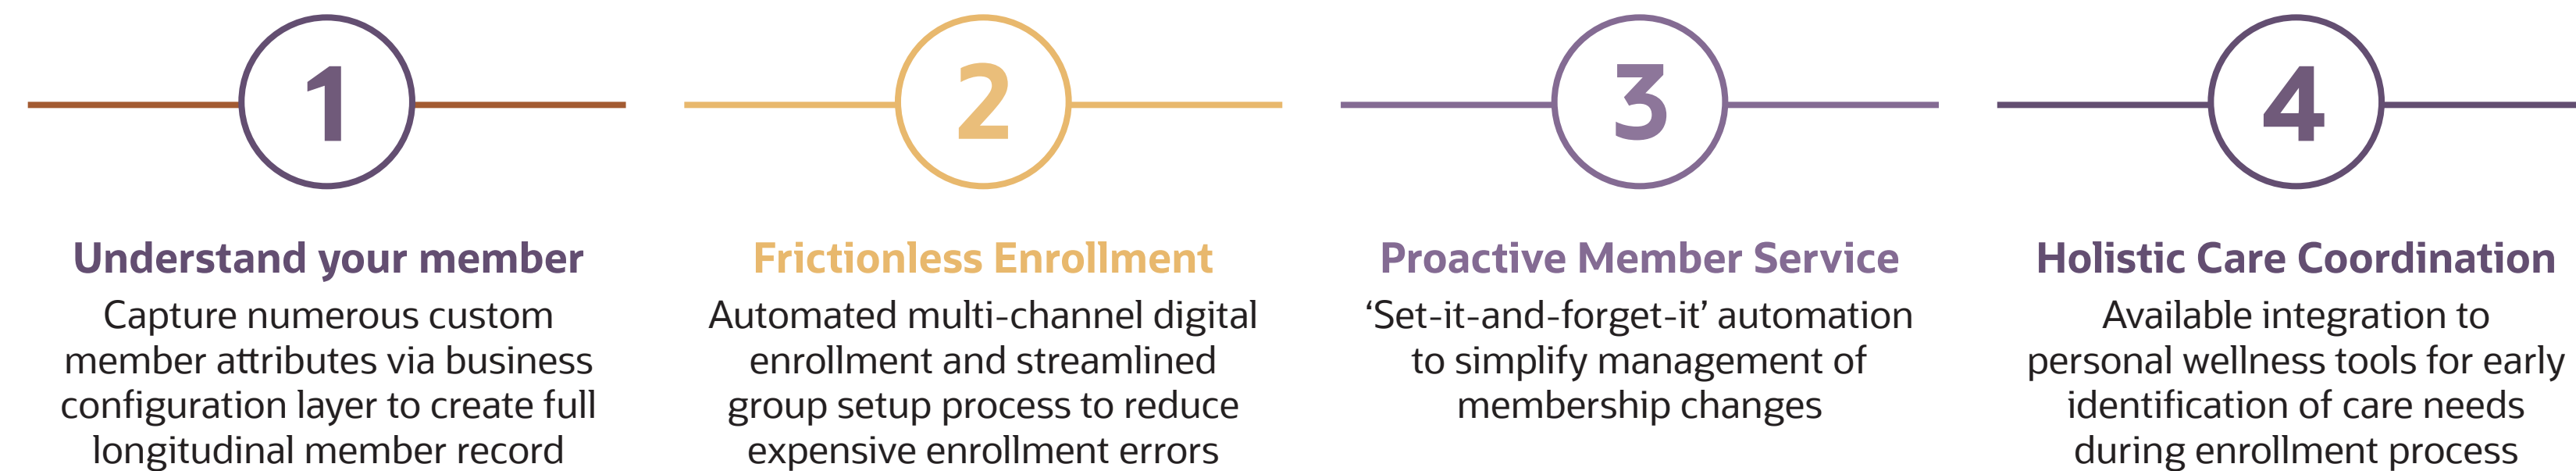 1
Understand your member
Capture numerous custom
member attributes via business
configuration layer to create full
longitudinal member record
2
Frictionless Enrollment
Automated multi-channel digital
enrollment and streamlined
group setup process to reduce
expensive enrollment errors
3
Proactive Member Service
‘Set-it-and-forget-it’ automation
to simplify management of
membership changes
4
Holistic Care Coordination
Available integration to
personal wellness tools for early
identification of care needs
during enrollment process